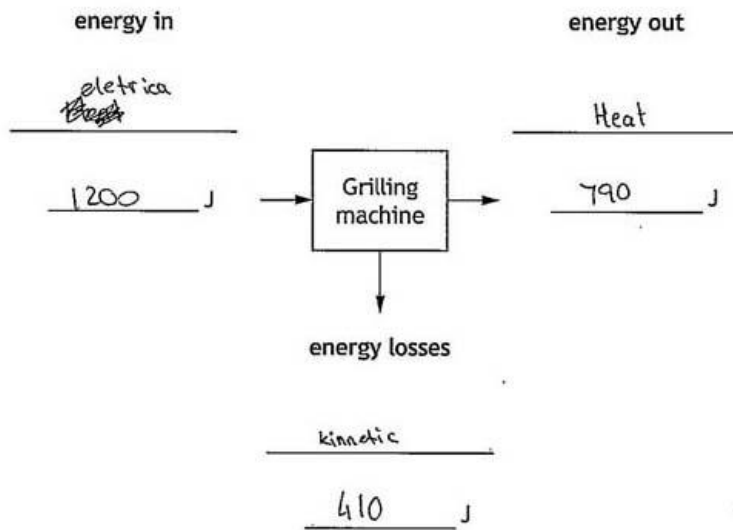 energy in
energy out
eletrica
Heat
1200 J
Grilling
machine
790 J
energy losses
kinnetic
410 J